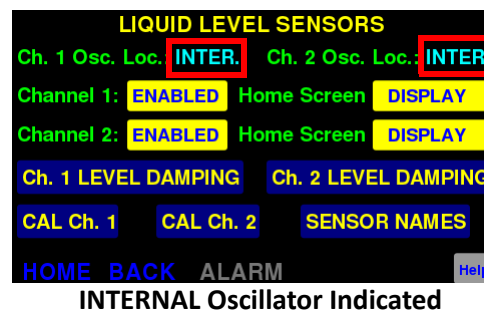 LIQUID LEVEL SENSORS
Ch. 1 Osc. Loc.: INTER. Ch. 2 Osc. Loc.: INTER
Channel 1: ENABLED Home Screen DISPLAY
Channel 2: ENABLED Home Screen DISPLAY
Ch. 1 LEVEL DAMPING Ch. 2 LEVEL DAMPING
CAL Ch. 1 CAL Ch. 2 SENSOR NAMES
HOME BACK ALARM Help
INTERNAL Oscillator Indicated